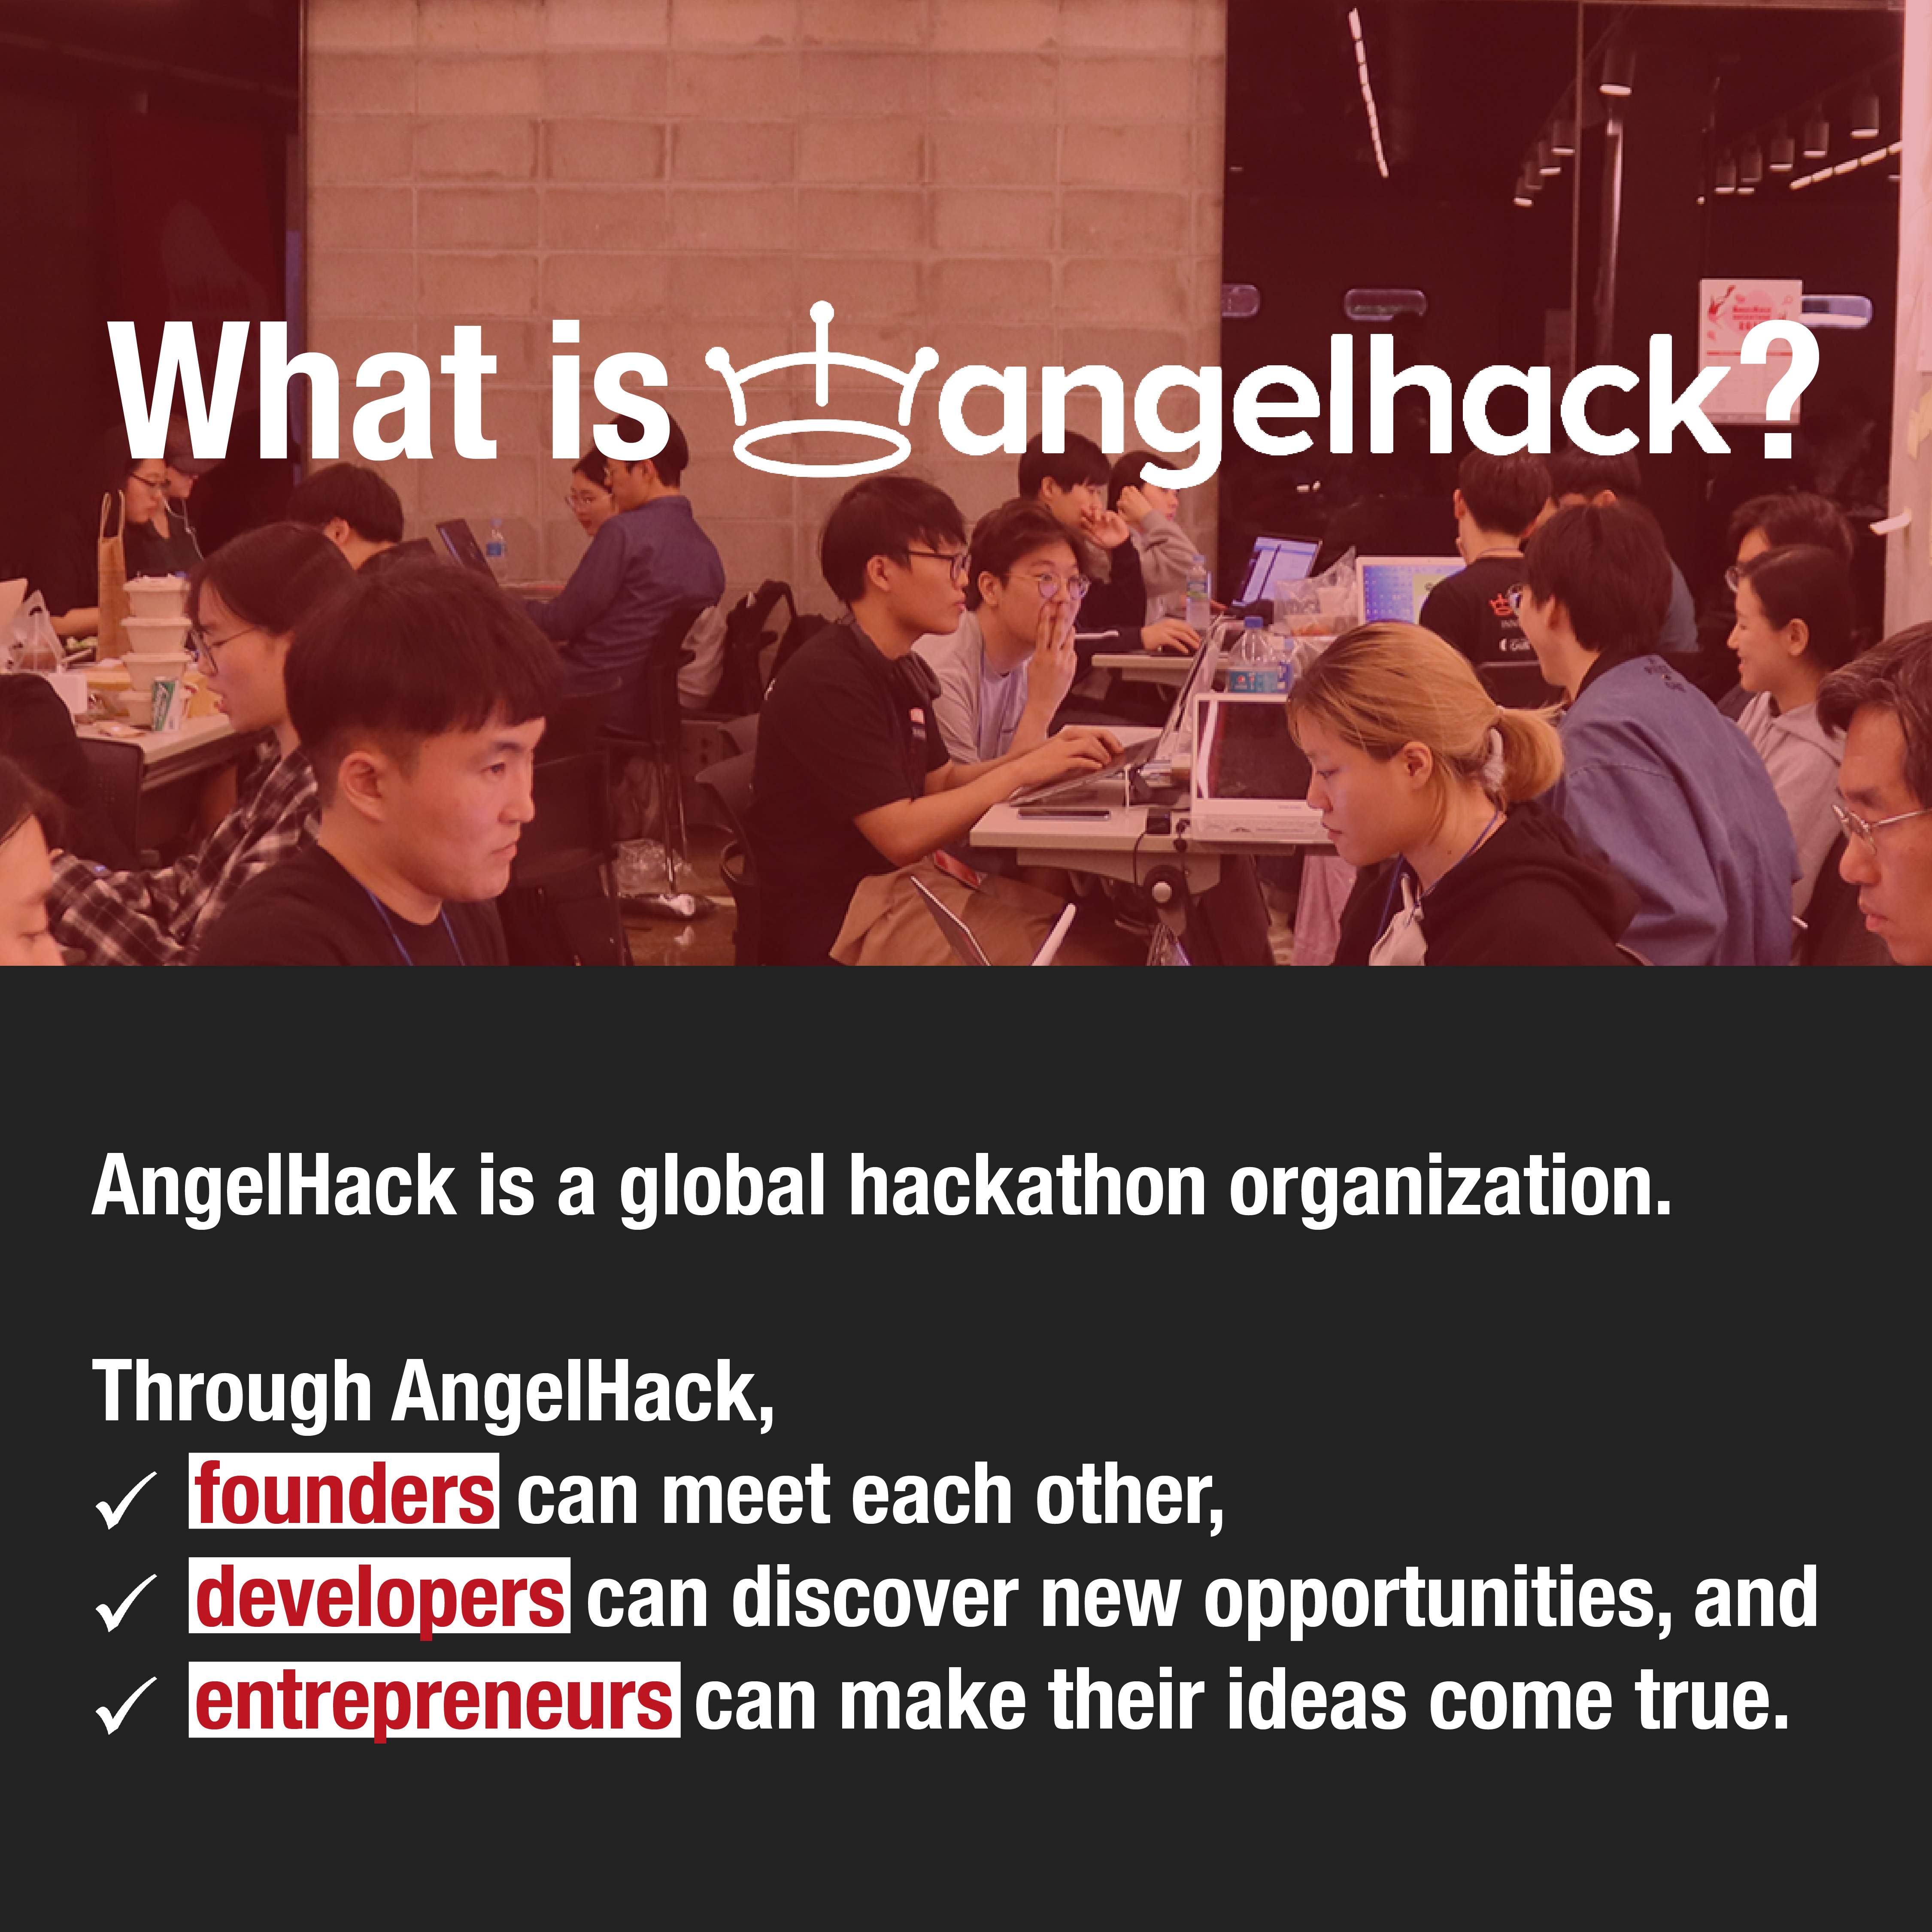 What is angelhack?
AngelHack is a global hackathon organization.
Through AngelHack,
✓ founders can meet each other,
✓ developers can discover new opportunities, and
✓ entrepreneurs can make their ideas come true.